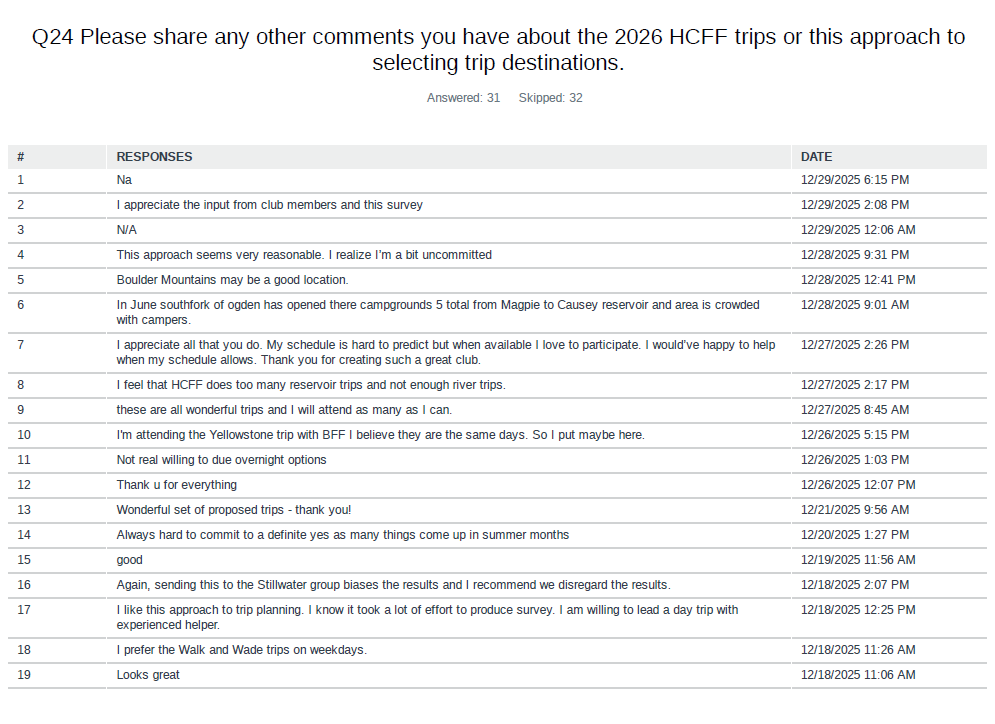 Q24 Please share any other comments you have about the 2026 HCFF trips or this approach to
selecting trip destinations.
Answered: 31 Skipped: 32
# RESPONSES DATE
1 Na 12/29/2025 6:15 PM
2 I appreciate the input from club members and this survey 12/29/2025 2:08 PM
3 N/A 12/29/2025 12:06 AM
4 This approach seems very reasonable. I realize I'm a bit uncommitted 12/28/2025 9:31 PM
5 Boulder Mountains may be a good location. 12/28/2025 12:41 PM
6 In June southfork of ogden has opened there campgrounds 5 total from Magpie to Causey reservoir and area is crowded 12/28/2025 9:01 AM
with campers.
7 I appreciate all that you do. My schedule is hard to predict but when available I love to participate. I would've happy to help 12/27/2025 2:26 PM
when my schedule allows. Thank you for creating such a great club.
8 I feel that HCFF does too many reservoir trips and not enough river trips. 12/27/2025 2:17 PM
9 these are all wonderful trips and I will attend as many as I can. 12/27/2025 8:45 AM
10 I'm attending the Yellowstone trip with BFF I believe they are the same days. So I put maybe here. 12/26/2025 5:15 PM
11 Not real willing to due overnight options 12/26/2025 1:03 PM
12 Thank u for everything 12/26/2025 12:07 PM
13 Wonderful set of proposed trips - thank you! 12/21/2025 9:56 AM
14 Always hard to commit to a definite yes as many things come up in summer months 12/20/2025 1:27 PM
15 good 12/19/2025 11:56 AM
16 Again, sending this to the Stillwater group biases the results and I recommend we disregard the results. 12/18/2025 2:07 PM
17 I like this approach to trip planning. I know it took a lot of effort to produce survey. I am willing to lead a day trip with 12/18/2025 12:25 PM
experienced helper.
18 I prefer the Walk and Wade trips on weekdays. 12/18/2025 11:26 AM
19 Looks great 12/18/2025 11:06 AM